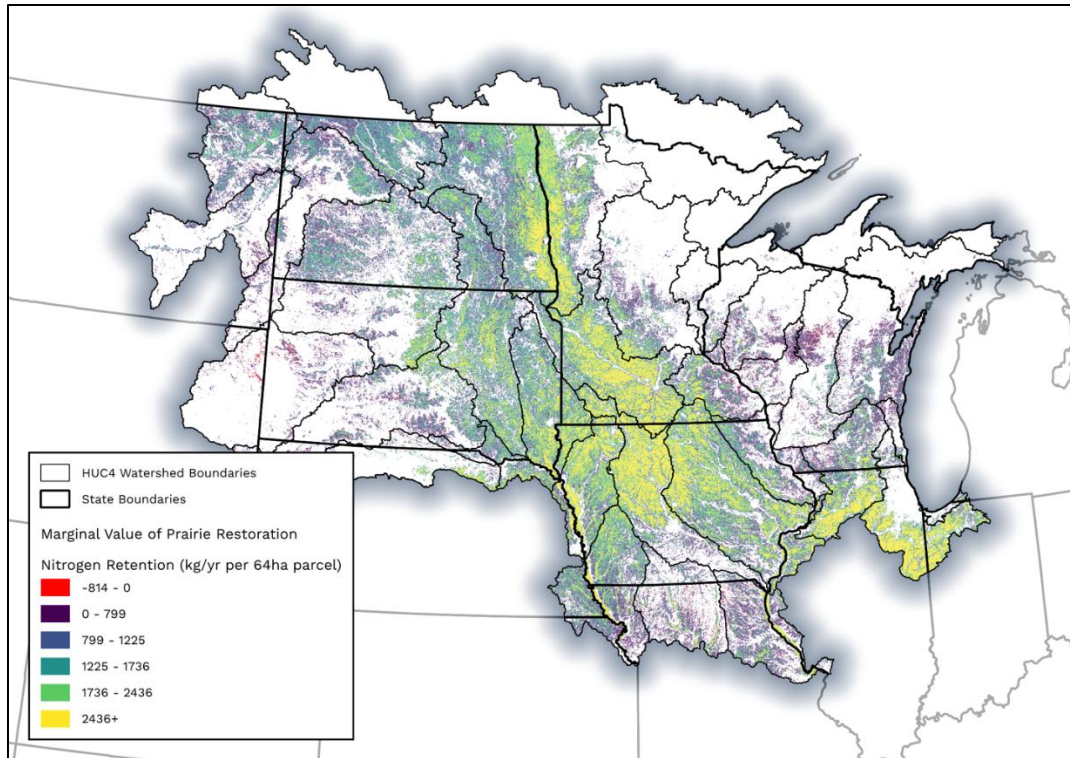 HUC4 Watershed Boundaries
State Boundaries
Marginal Value of Prairie Restoration
Nitrogen Retention (kg/yr per 64ha parcel)
-814 - 0
0 - 799
799 - 1225
1225 - 1736
1736 - 2436
2436+